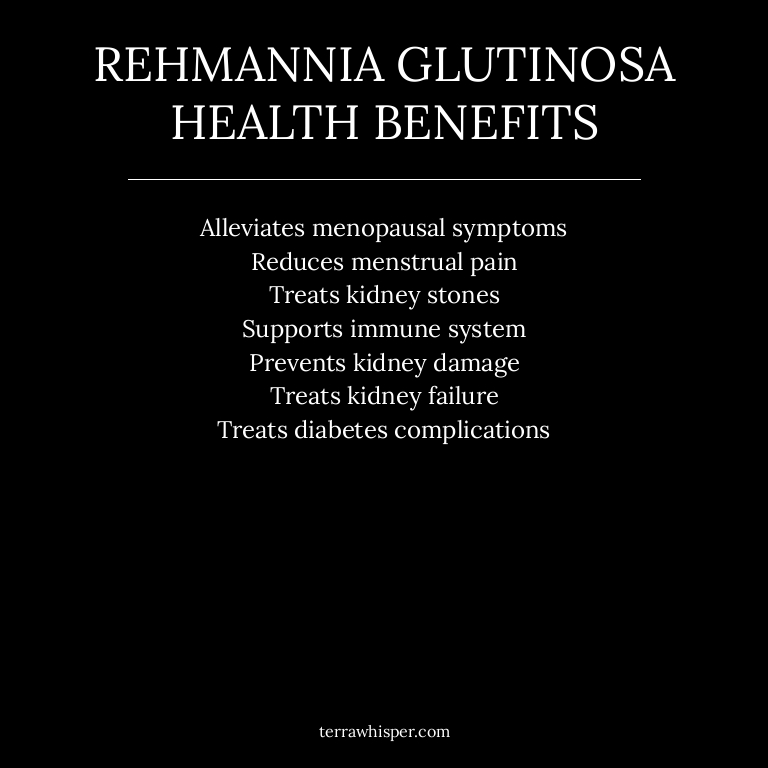 REHMANNIA GLUTINOSA
HEALTH BENEFITS
Alleviates menopausal symptoms
Reduces menstrual pain
Treats kidney stones
Supports immune system
Prevents kidney damage
Treats kidney failure
Treats diabetes complications
terrawhisper.com